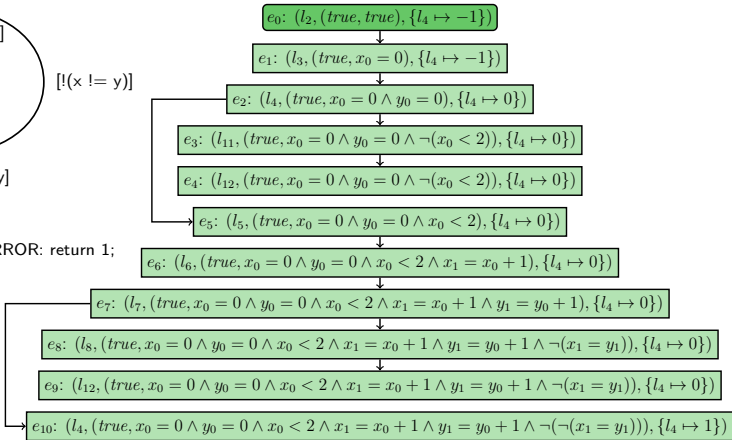 ]
[!(x != y)]
y]
RROR: return 1;
e₀: (l₂, (true, true), {l₄ ↦ −1})
e₁: (l₃, (true, x₀ = 0), {l₄ ↦ −1})
e₂: (l₄, (true, x₀ = 0 ∧ y₀ = 0), {l₄ ↦ 0})
e₃: (l₁₁, (true, x₀ = 0 ∧ y₀ = 0 ∧ ¬(x₀ < 2)), {l₄ ↦ 0})
e₄: (l₁₂, (true, x₀ = 0 ∧ y₀ = 0 ∧ ¬(x₀ < 2)), {l₄ ↦ 0})
e₅: (l₅, (true, x₀ = 0 ∧ y₀ = 0 ∧ x₀ < 2), {l₄ ↦ 0})
e₆: (l₆, (true, x₀ = 0 ∧ y₀ = 0 ∧ x₀ < 2 ∧ x₁ = x₀ + 1), {l₄ ↦ 0})
e₇: (l₇, (true, x₀ = 0 ∧ y₀ = 0 ∧ x₀ < 2 ∧ x₁ = x₀ + 1 ∧ y₁ = y₀ + 1), {l₄ ↦ 0})
e₈: (l₈, (true, x₀ = 0 ∧ y₀ = 0 ∧ x₀ < 2 ∧ x₁ = x₀ + 1 ∧ y₁ = y₀ + 1 ∧ ¬(x₁ = y₁)), {l₄ ↦ 0})
e₉: (l₁₂, (true, x₀ = 0 ∧ y₀ = 0 ∧ x₀ < 2 ∧ x₁ = x₀ + 1 ∧ y₁ = y₀ + 1 ∧ ¬(x₁ = y₁)), {l₄ ↦ 0})
e₁₀: (l₄, (true, x₀ = 0 ∧ y₀ = 0 ∧ x₀ < 2 ∧ x₁ = x₀ + 1 ∧ y₁ = y₀ + 1 ∧ ¬(¬(x₁ = y₁))), {l₄ ↦ 1})